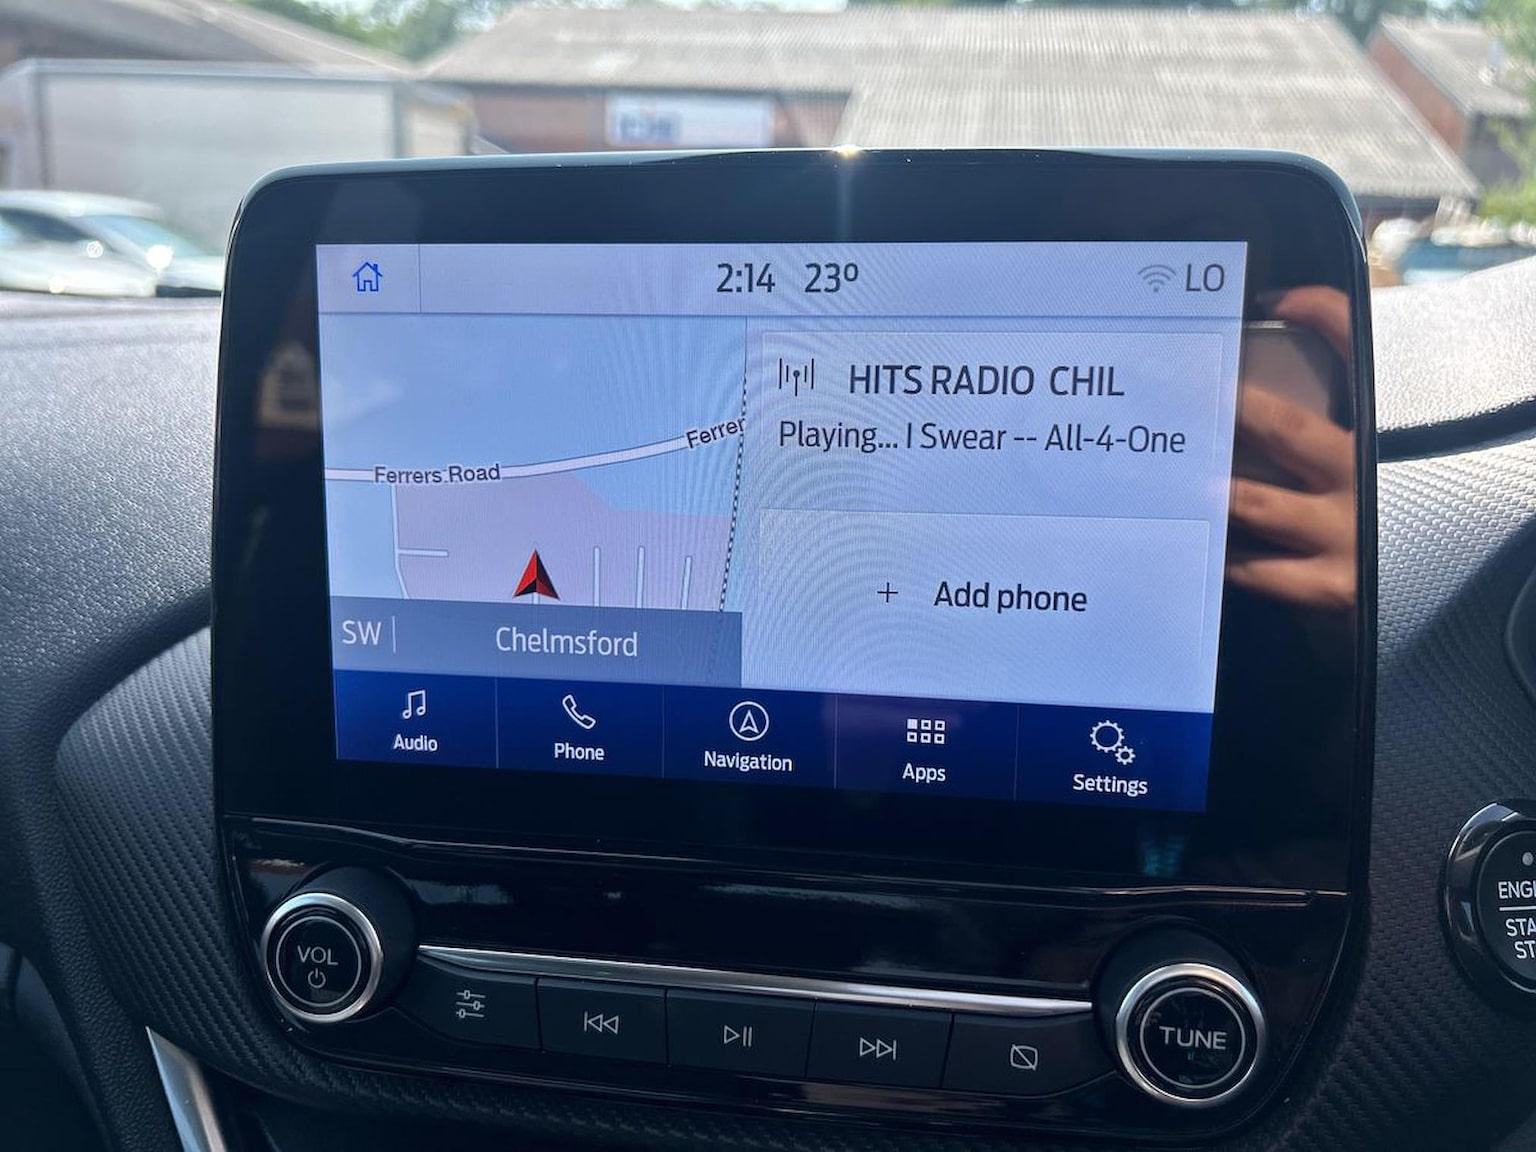 2:14 23º LO
HITS RADIO CHIL
Playing... I Swear -- All-4-One
Ferrer
Ferrers Road
+ Add phone
SW
Chelmsford
Audio
Phone
Navigation
Apps
Settings
VOL
TUNE
ENGI
STA
ST